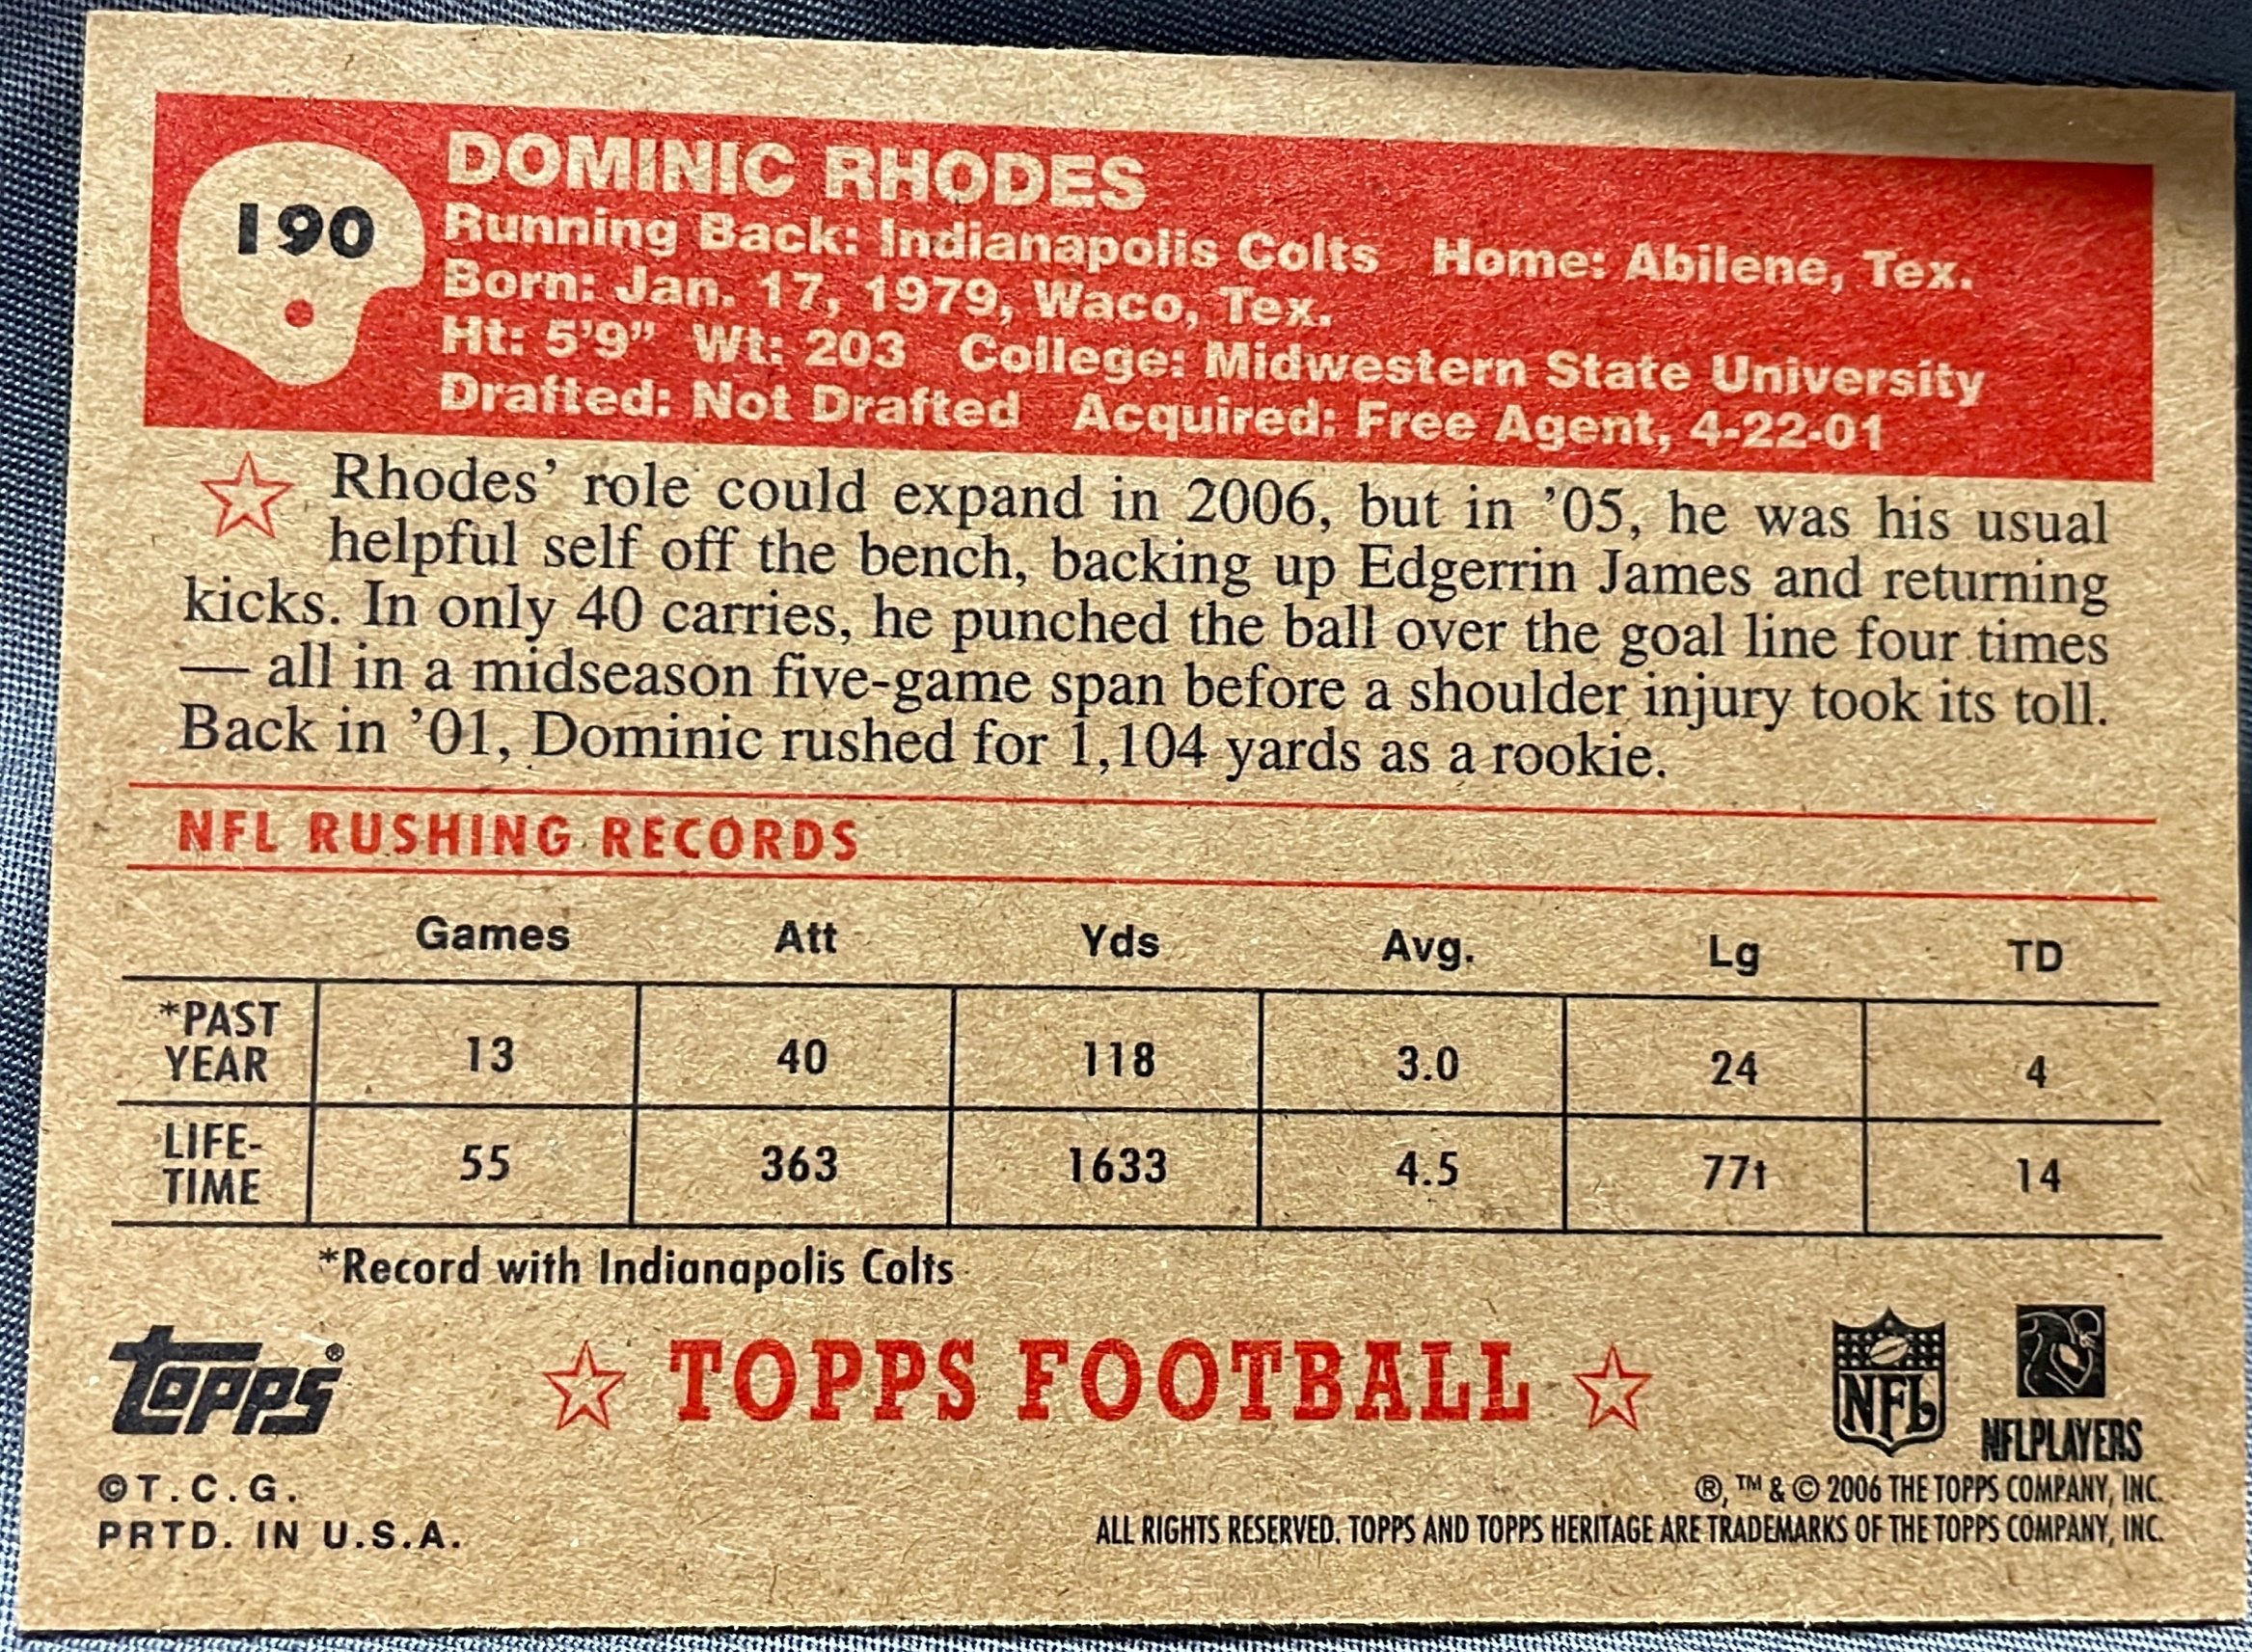 190
DOMINIC RHODES
Running Back: Indianapolis Colts Home: Abilene, Tex.
Born: Jan. 17, 1979, Waco, Tex.
Ht: 5'9" Wt: 203 College: Midwestern State University
Drafted: Not Drafted Acquired: Free Agent, 4-22-01
Rhodes' role could expand in 2006, but in '05, he was his usual
helpful self off the bench, backing up Edgerrin James and returning
kicks. In only 40 carries, he punched the ball over the goal line four times
— all in a midseason five-game span before a shoulder injury took its toll.
Back in '01, Dominic rushed for 1,104 yards as a rookie.
NFL RUSHING RECORDS
Games Att Yds Avg. Lg TD
*PAST
YEAR 13 40 118 3.0 24 4
LIFE-
TIME 55 363 1633 4.5 77t 14
*Record with Indianapolis Colts
Topps® TOPPS FOOTBALL NFL NFLPLAYERS
©T.C.G.
PRTD. IN U.S.A.
®, ™ & © 2006 THE TOPPS COMPANY, INC.
ALL RIGHTS RESERVED. TOPPS AND TOPPS HERITAGE ARE TRADEMARKS OF THE TOPPS COMPANY, INC.